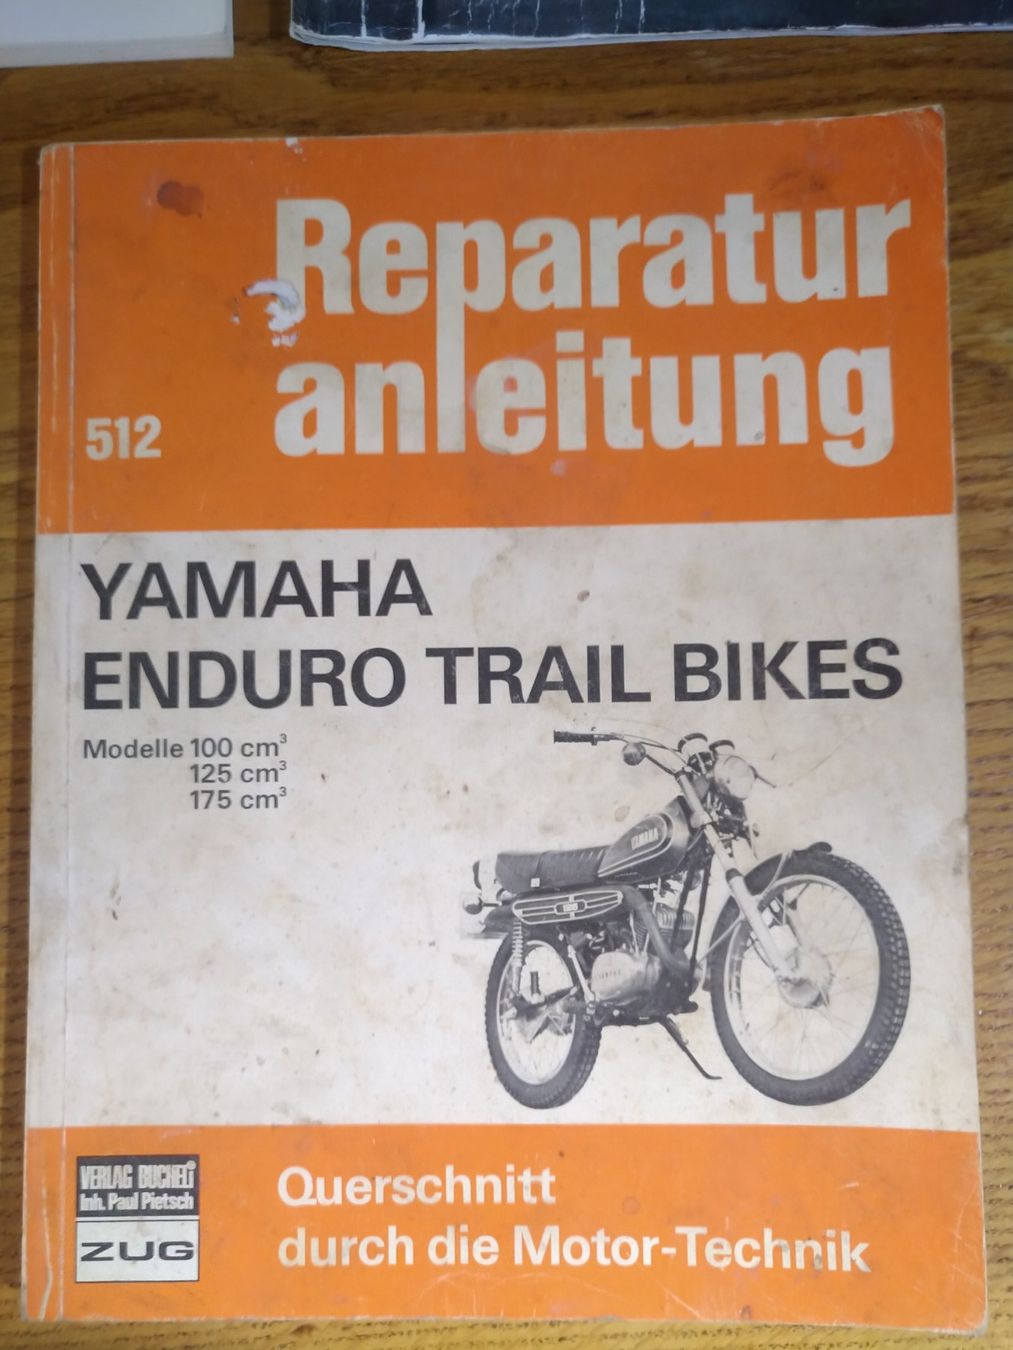 Reparatur
anleitung
512
YAMAHA
ENDURO TRAIL BIKES
Modelle 100 cm³
125 cm³
175 cm³
YAMAHA
VERLAG BUCHELi
Inh. Paul Pietsch
ZUG
Querschnitt
durch die Motor-Technik